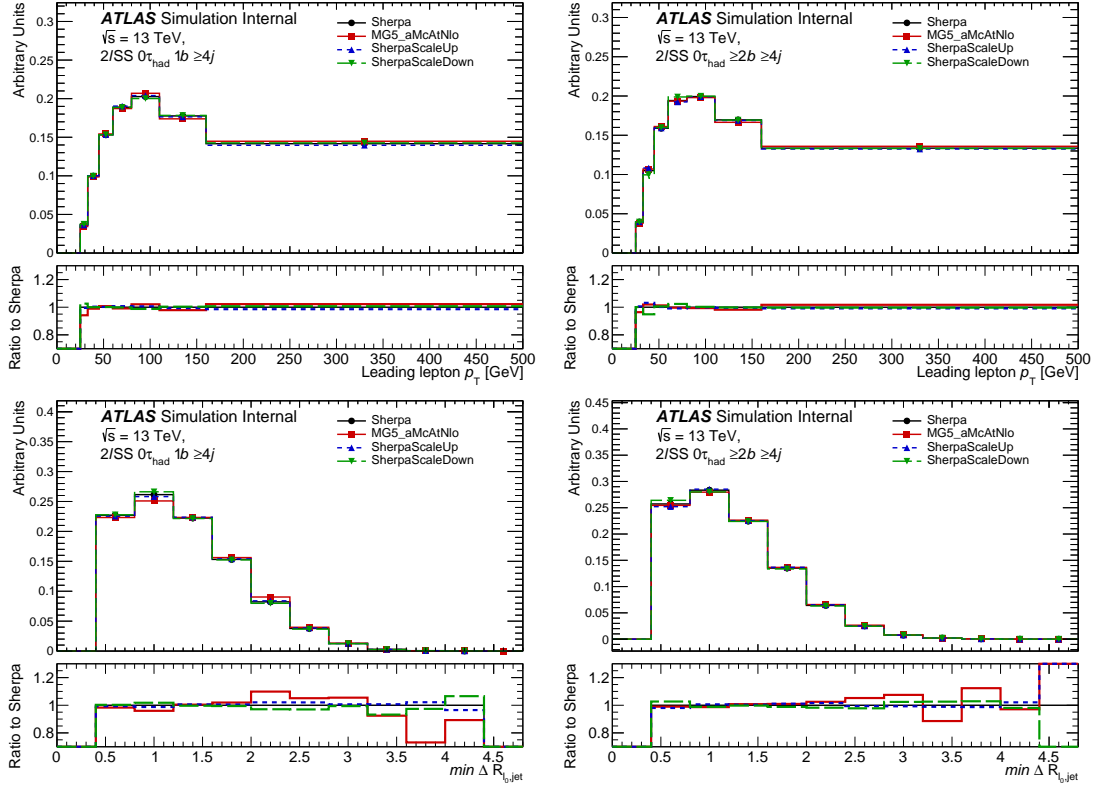 Arbitrary Units
0.3
0.25
0.2
0.15
0.1
0.05
0
ATLAS Simulation Internal
√s = 13 TeV,
2lSS 0τhad 1b ≥4j
Sherpa
MG5_aMcAtNlo
SherpaScaleUp
SherpaScaleDown
Ratio to Sherpa
1.2
1
0.8
0 50 100 150 200 250 300 350 400 450 500
Leading lepton pT [GeV]
Arbitrary Units
0.3
0.25
0.2
0.15
0.1
0.05
0
ATLAS Simulation Internal
√s = 13 TeV,
2lSS 0τhad ≥2b ≥4j
Sherpa
MG5_aMcAtNlo
SherpaScaleUp
SherpaScaleDown
Ratio to Sherpa
1.2
1
0.8
0 50 100 150 200 250 300 350 400 450 500
Leading lepton pT [GeV]
Arbitrary Units
0.4
0.35
0.3
0.25
0.2
0.15
0.1
0.05
0
ATLAS Simulation Internal
√s = 13 TeV,
2lSS 0τhad 1b ≥4j
Sherpa
MG5_aMcAtNlo
SherpaScaleUp
SherpaScaleDown
Ratio to Sherpa
1.2
1
0.8
0 0.5 1 1.5 2 2.5 3 3.5 4 4.5
min Δ Rl0,jet
Arbitrary Units
0.45
0.4
0.35
0.3
0.25
0.2
0.15
0.1
0.05
0
ATLAS Simulation Internal
√s = 13 TeV,
2lSS 0τhad ≥2b ≥4j
Sherpa
MG5_aMcAtNlo
SherpaScaleUp
SherpaScaleDown
Ratio to Sherpa
1.2
1
0.8
0 0.5 1 1.5 2 2.5 3 3.5 4 4.5
min Δ Rl0,jet